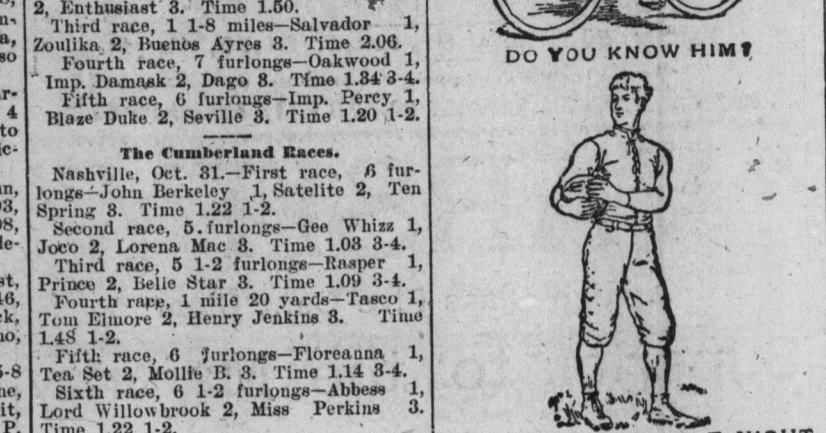 2, Enthusiast 3. Time 1.50.
Third race, 1 1-8 miles—Salvador 1,
Zoulika 2, Buenos Ayres 3. Time 2.06.
Fourth race, 7 furlongs—Oakwood 1,
Imp. Damask 2, Dago 3. Time 1.34 3-4.
Fifth race, 6 furlongs—Imp. Percy 1,
Blaze Duke 2, Seville 3. Time 1.20 1-2.
The Cumberland Races.
Nashville, Oct. 31.—First race, 6 fur-
longs—John Berkeley 1, Satelite 2, Ten
Spring 3. Time 1.22 1-2.
Second race, 5 furlongs—Gee Whizz 1,
Joco 2, Lorena Mac 3. Time 1.03 3-4.
Third race, 5 1-2 furlongs—Rasper 1,
Prince 2, Belle Star 3. Time 1.09 3-4.
Fourth race, 1 mile 20 yards—Tasco 1,
Tom Elmore 2, Henry Jenkins 3. Time
1.48 1-2.
Fifth race, 6 furlongs—Floreanna 1,
Tea Set 2, Mollie B. 3. Time 1.14 3-4.
Sixth race, 6 1-2 furlongs—Abbess 1,
Lord Willowbrook 2, Miss Perkins 3.
Time 1.22 1-2.
DO YOU KNOW HIM?